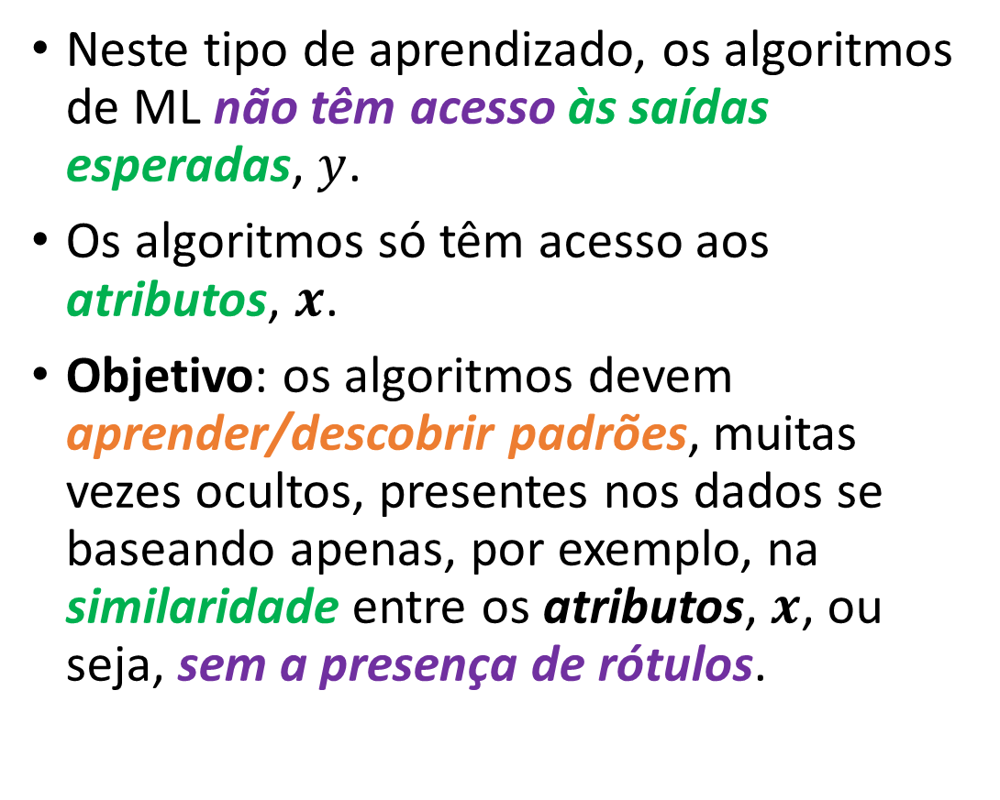 • Neste tipo de aprendizado, os algoritmos
de ML não têm acesso às saídas
esperadas, y.
• Os algoritmos só têm acesso aos
atributos, x.
• Objetivo: os algoritmos devem
aprender/descobrir padrões, muitas
vezes ocultos, presentes nos dados se
baseando apenas, por exemplo, na
similaridade entre os atributos, x, ou
seja, sem a presença de rótulos.